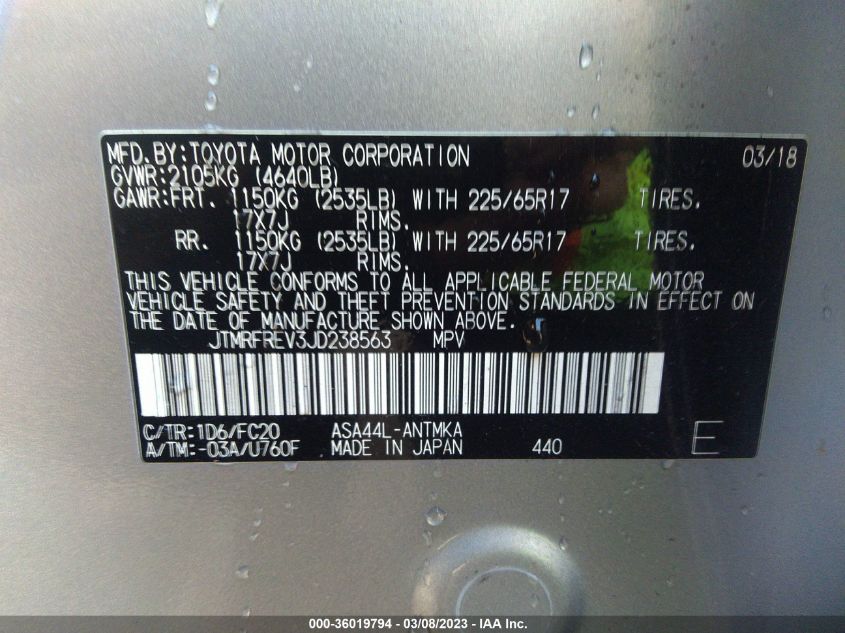 MFD.BY:TOYOTA MOTOR CORPORATION 03/18
GVWR:2105KG (4640LB)
GAWR:FRT. 1150KG (2535LB) WITH 225/65R17 TIRES.
17X7J RIMS.
RR. 1150KG (2535LB) WITH 225/65R17 TIRES.
17X7J RIMS.
THIS VEHICLE CONFORMS TO ALL APPLICABLE FEDERAL MOTOR
VEHICLE SAFETY AND THEFT PREVENTION STANDARDS IN EFFECT ON
THE DATE OF MANUFACTURE SHOWN ABOVE.
JTMRFREV3JD238563 MPV
C/TR:1D6/FC20 ASA44L-ANTMKA
A/TM:-03A/U760F MADE IN JAPAN 440 E
000-36019794 — 03/08/2023 — IAA Inc.